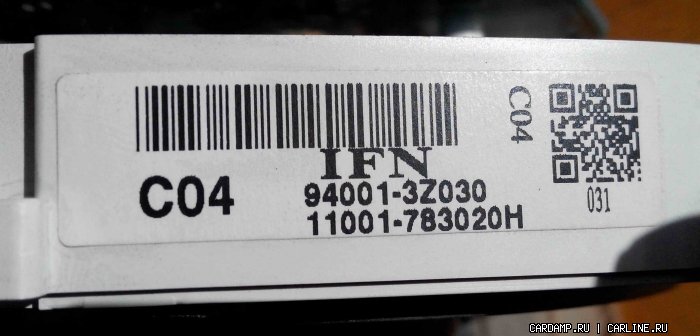 IFN
C04
94001-3Z030
11001-783020H
C04
031
CARDAMP.RU | CARLINE.RU